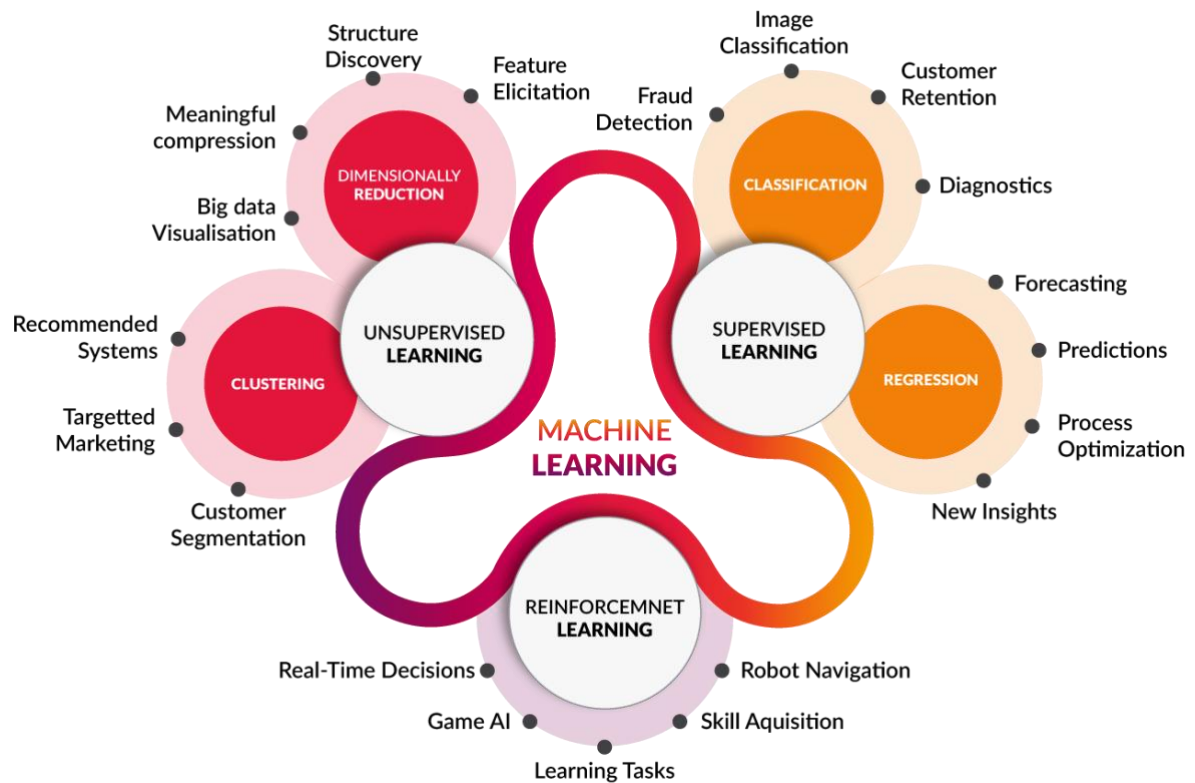 Structure
Discovery
Feature
Elicitation
Meaningful
compression
DIMENSIONALLY
REDUCTION
Big data
Visualisation
UNSUPERVISED
LEARNING
Recommended
Systems
CLUSTERING
Targetted
Marketing
Customer
Segmentation
Image
Classification
Customer
Retention
Fraud
Detection
CLASSIFICATION
Diagnostics
SUPERVISED
LEARNING
Forecasting
Predictions
REGRESSION
Process
Optimization
New Insights
MACHINE
LEARNING
REINFORCEMNET
LEARNING
Real-Time Decisions
Robot Navigation
Game AI
Skill Aquisition
Learning Tasks